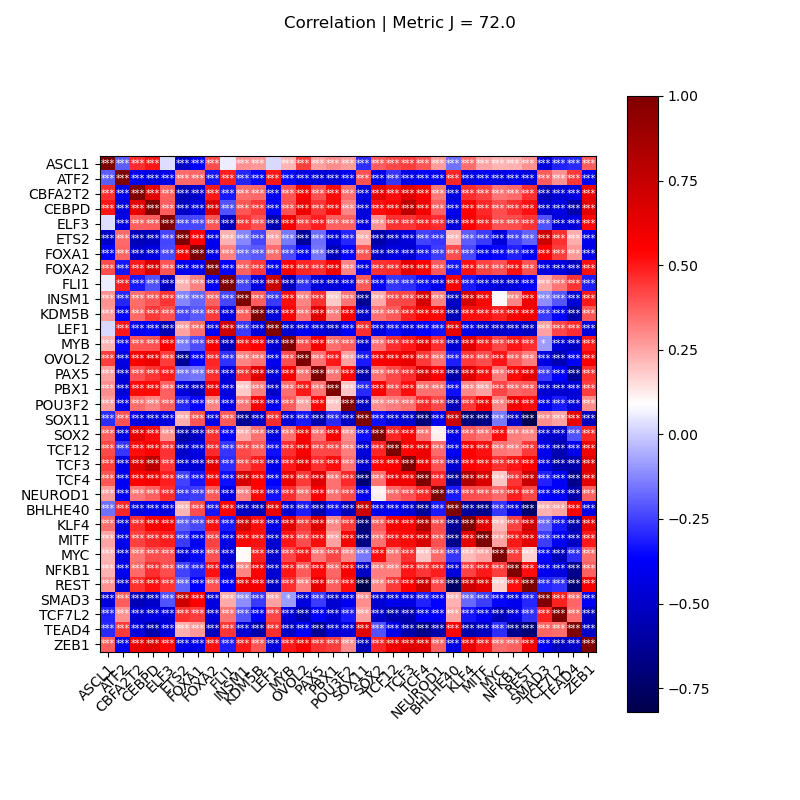 Correlation | Metric J = 72.0
ASCL1
ATF2
CBFA2T2
CEBPD
ELF3
ETS2
FOXA1
FOXA2
FLI1
INSM1
KDM5B
LEF1
MYB
OVOL2
PAX5
PBX1
POU3F2
SOX11
SOX2
TCF12
TCF3
TCF4
NEUROD1
BHLHE40
KLF4
MITF
MYC
NFKB1
REST
SMAD3
TCF7L2
TEAD4
ZEB1
ASCL1
ATF2
CBFA2T2
CEBPD
ELF3
ETS2
FOXA1
FOXA2
FLI1
INSM1
KDM5B
LEF1
MYB
OVOL2
PAX5
PBX1
POU3F2
SOX11
SOX2
TCF12
TCF3
TCF4
NEUROD1
BHLHE40
KLF4
MITF
MYC
NFKB1
REST
SMAD3
TCF7L2
TEAD4
ZEB1
1.00
0.75
0.50
0.25
0.00
−0.25
−0.50
−0.75